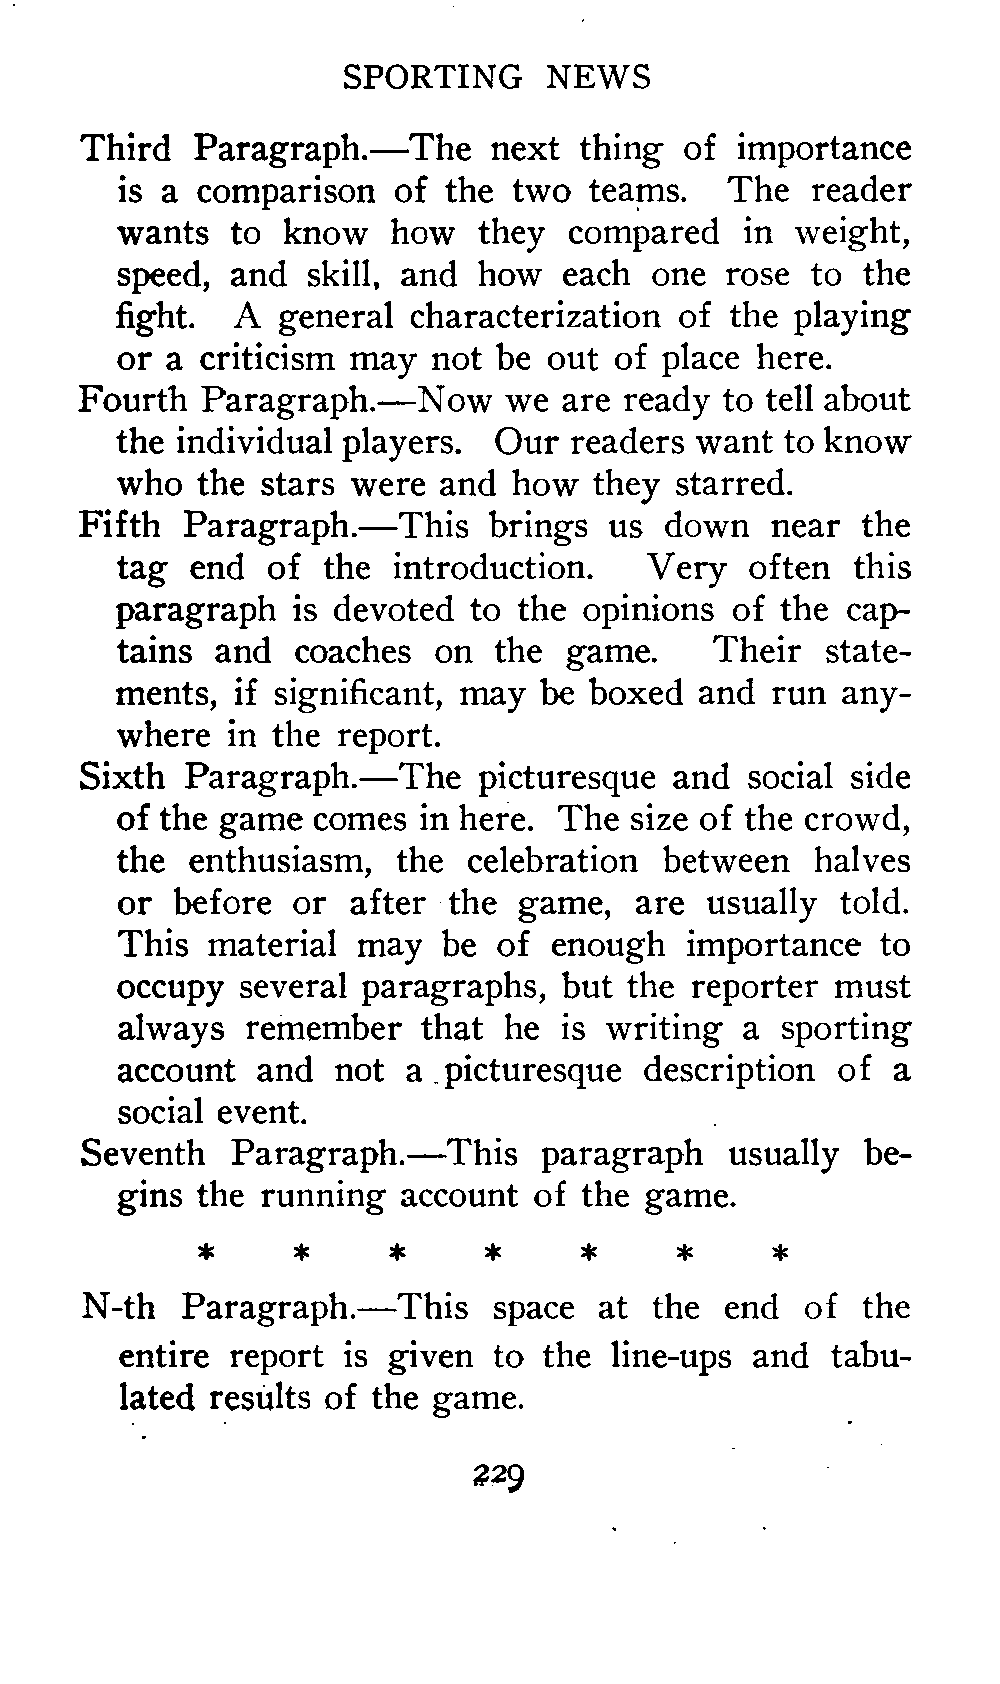 SPORTING NEWS
Third Paragraph.—The next thing of importance
is a comparison of the two teams. The reader
wants to know how they compared in weight,
speed, and skill, and how each one rose to the
fight. A general characterization of the playing
or a criticism may not be out of place here.
Fourth Paragraph.—Now we are ready to tell about
the individual players. Our readers want to know
who the stars were and how they starred.
Fifth Paragraph.—This brings us down near the
tag end of the introduction. Very often this
paragraph is devoted to the opinions of the cap-
tains and coaches on the game. Their state-
ments, if significant, may be boxed and run any-
where in the report.
Sixth Paragraph.—The picturesque and social side
of the game comes in here. The size of the crowd,
the enthusiasm, the celebration between halves
or before or after the game, are usually told.
This material may be of enough importance to
occupy several paragraphs, but the reporter must
always remember that he is writing a sporting
account and not a picturesque description of a
social event.
Seventh Paragraph.—This paragraph usually be-
gins the running account of the game.
* * * * * * *
N-th Paragraph.—This space at the end of the
entire report is given to the line-ups and tabu-
lated results of the game.
229